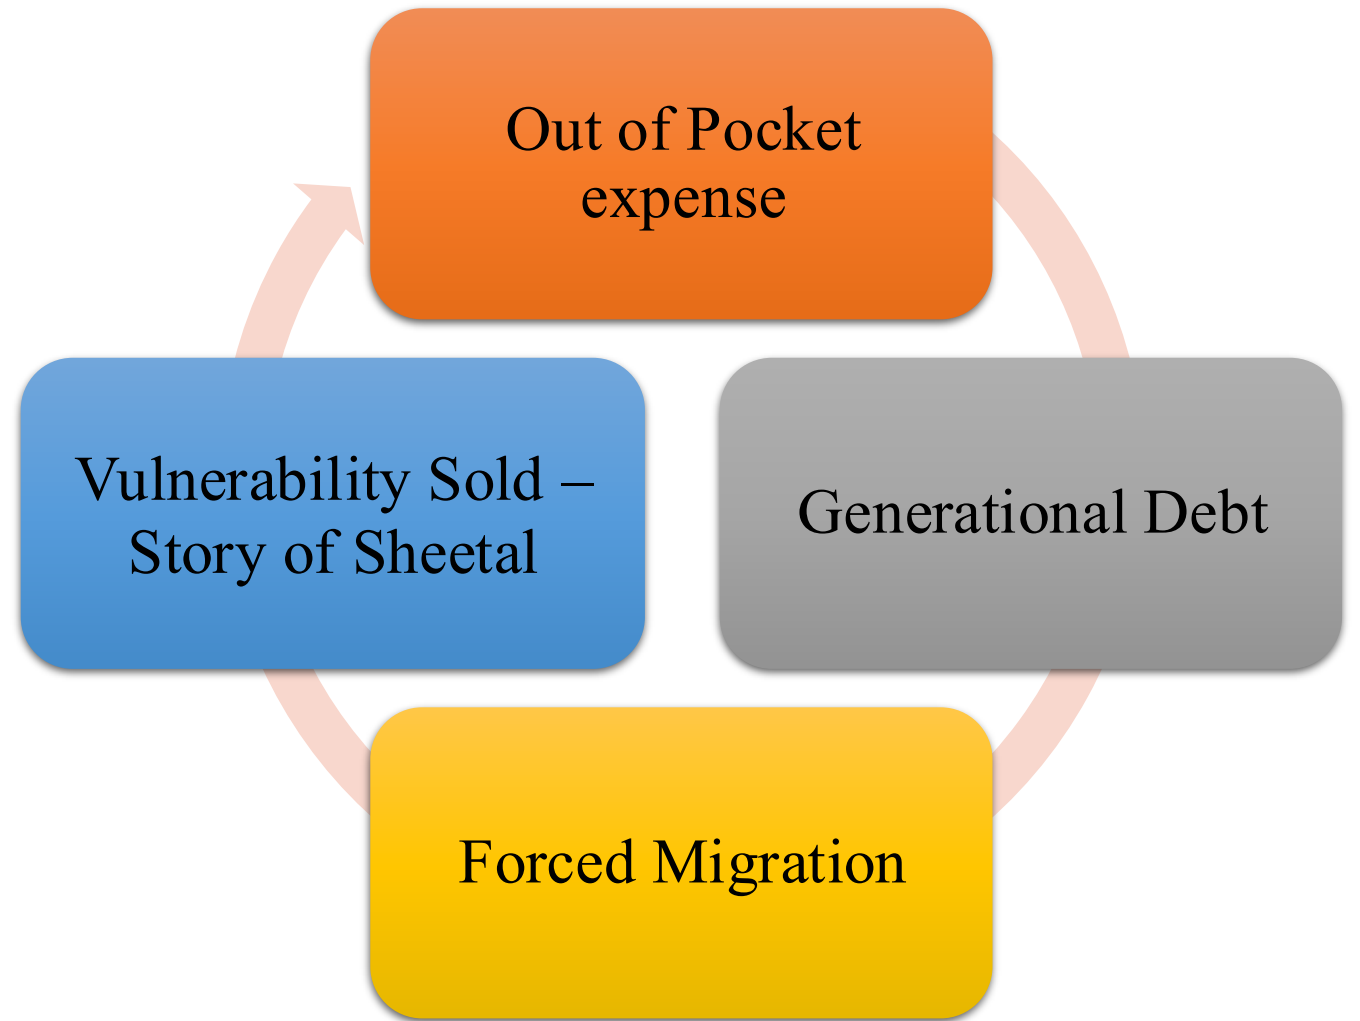 Out of Pocket
expense
Vulnerability Sold –
Story of Sheetal
Generational Debt
Forced Migration